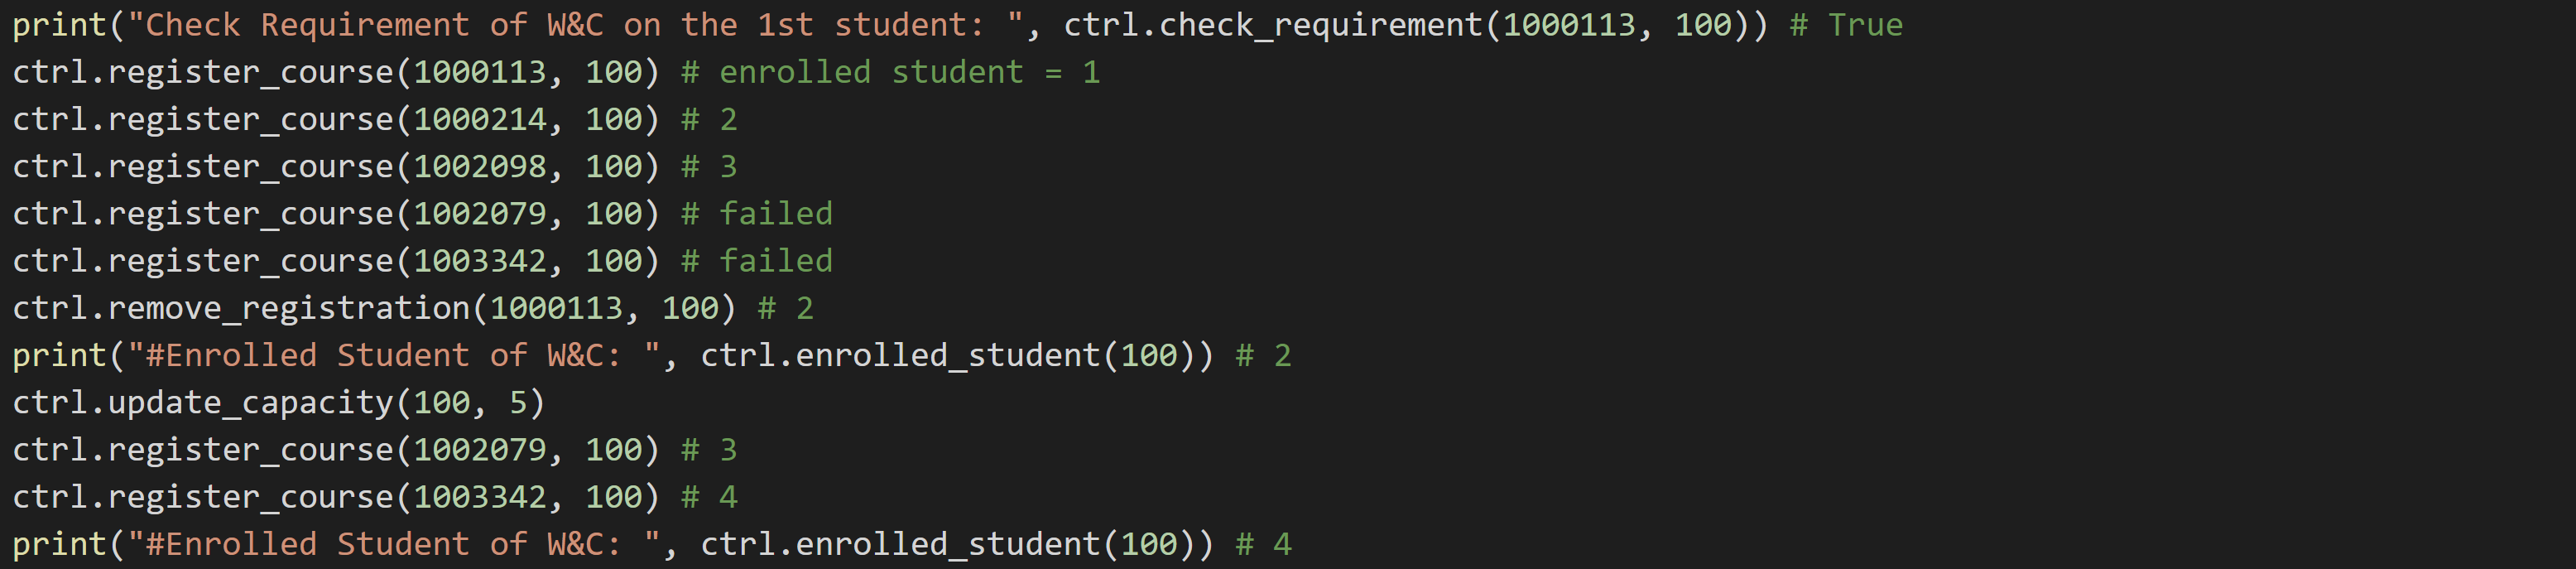 print("Check Requirement of W&C on the 1st student: ", ctrl.check_requirement(1000113, 100)) # True
ctrl.register_course(1000113, 100) # enrolled student = 1
ctrl.register_course(1000214, 100) # 2
ctrl.register_course(1002098, 100) # 3
ctrl.register_course(1002079, 100) # failed
ctrl.register_course(1003342, 100) # failed
ctrl.remove_registration(1000113, 100) # 2
print("#Enrolled Student of W&C: ", ctrl.enrolled_student(100)) # 2
ctrl.update_capacity(100, 5)
ctrl.register_course(1002079, 100) # 3
ctrl.register_course(1003342, 100) # 4
print("#Enrolled Student of W&C: ", ctrl.enrolled_student(100)) # 4